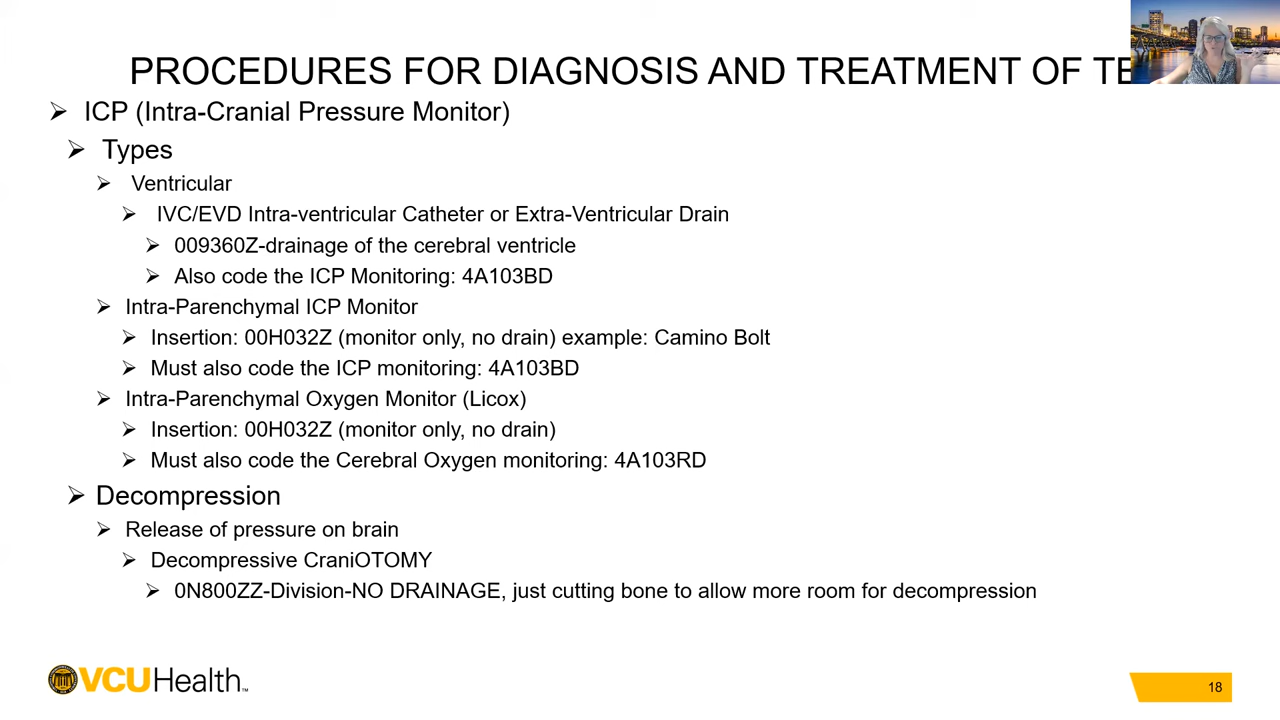 PROCEDURES FOR DIAGNOSIS AND TREATMENT OF
ICP (Intra-Cranial Pressure Monitor)
Types
Ventricular
IVC/EVD Intra-ventricular Catheter or Extra-Ventricular Drain
009360Z-drainage of the cerebral ventricle
Also code the ICP Monitoring: 4A103BD
Intra-Parenchymal ICP Monitor
Insertion: 00H032Z (monitor only, no drain) example: Camino Bolt
Must also code the ICP monitoring: 4A103BD
Intra-Parenchymal Oxygen Monitor (Licox)
Insertion: 00H032Z (monitor only, no drain)
Must also code the Cerebral Oxygen monitoring: 4A103RD
Decompression
Release of pressure on brain
Decompressive CraniOTOMY
0N800ZZ-Division-NO DRAINAGE, just cutting bone to allow more room for decompression
VCUHealth™
18